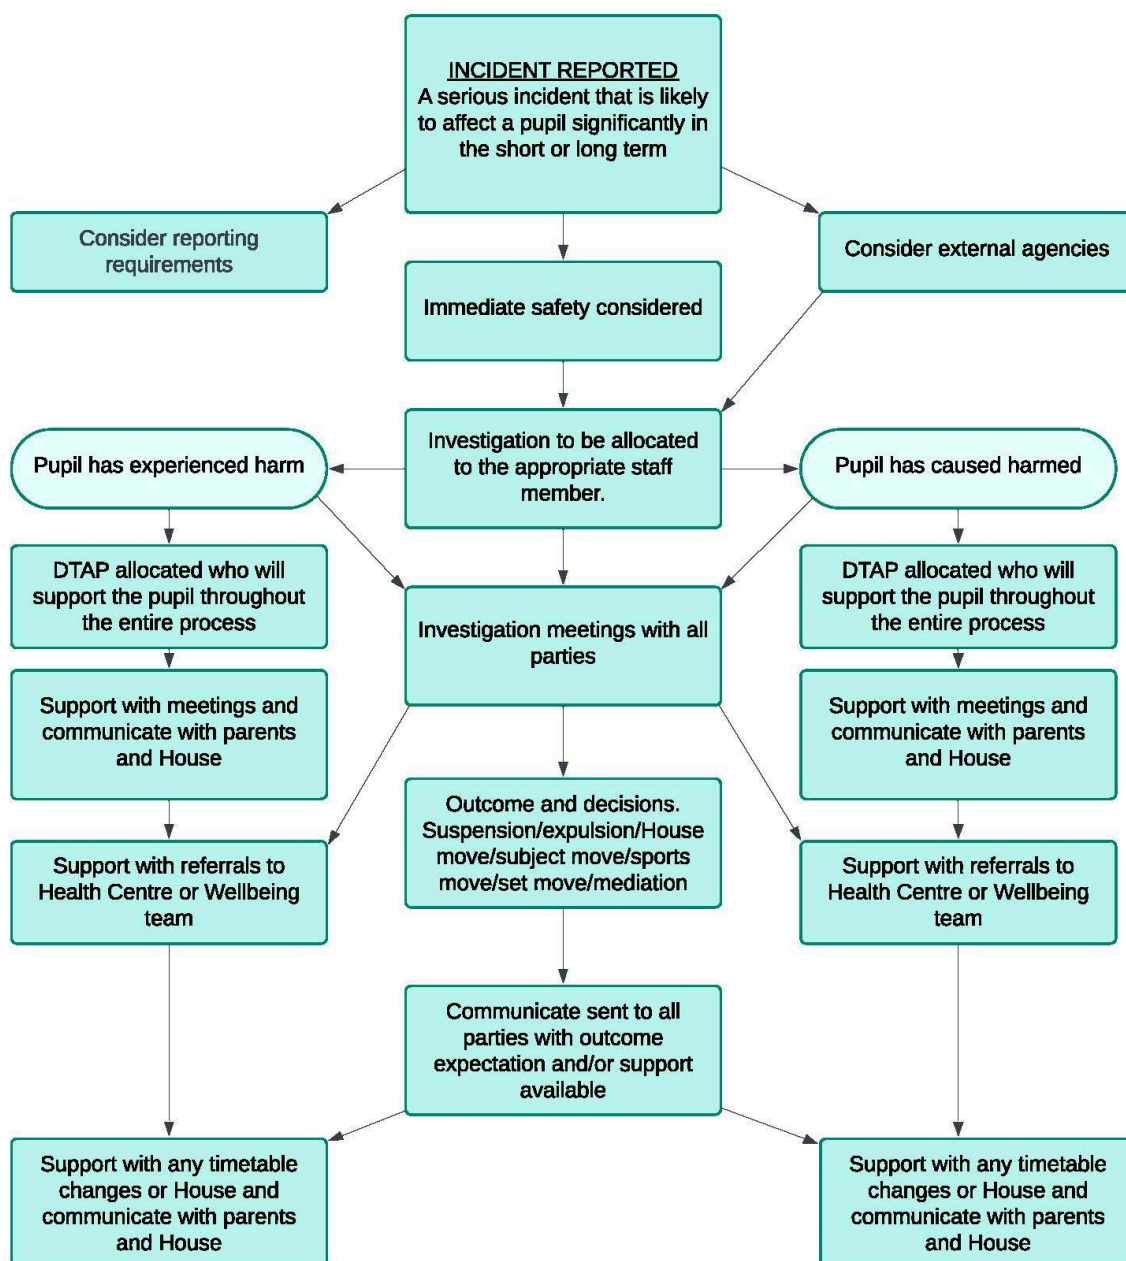 INCIDENT REPORTED
A serious incident that is likely
to affect a pupil significantly in
the short or long term
Consider reporting
requirements
Consider external agencies
Immediate safety considered
Pupil has experienced harm
Investigation to be allocated
to the appropriate staff
member.
Pupil has caused harmed
DTAP allocated who will
support the pupil throughout
the entire process
Investigation meetings with all
parties
DTAP allocated who will
support the pupil throughout
the entire process
Support with meetings and
communicate with parents
and House
Support with meetings and
communicate with parents
and House
Outcome and decisions.
Suspension/expulsion/House
move/subject move/sports
move/set move/mediation
Support with referrals to
Health Centre or Wellbeing
team
Support with referrals to
Health Centre or Wellbeing
team
Communicate sent to all
parties with outcome
expectation and/or support
available
Support with any timetable
changes or House and
communicate with parents
and House
Support with any timetable
changes or House and
communicate with parents
and House